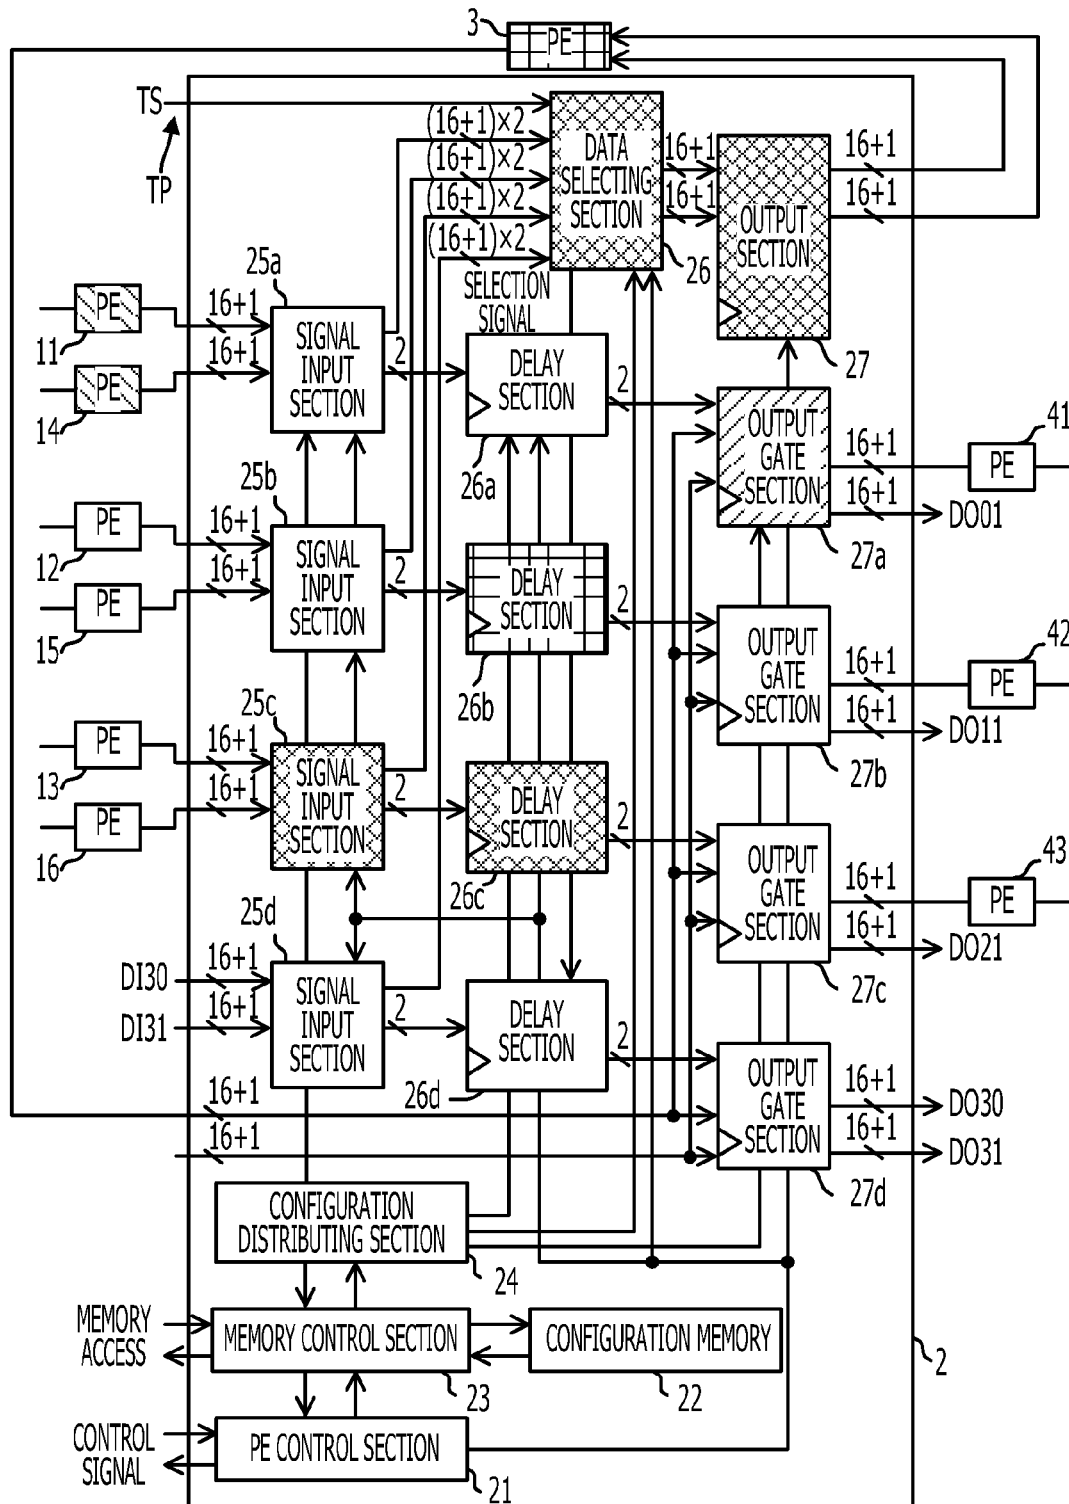 3
PE
TS
TP
(16+1)×2
(16+1)×2
(16+1)×2
(16+1)×2
DATA
SELECTING
SECTION
26
16+1
16+1
OUTPUT
SECTION
27
16+1
16+1
SELECTION
SIGNAL
PE
11
PE
14
16+1
16+1
25a
SIGNAL
INPUT
SECTION
2
DELAY
SECTION
26a
2
OUTPUT
GATE
SECTION
27a
16+1
16+1
PE
41
DO01
PE
12
PE
15
16+1
16+1
25b
SIGNAL
INPUT
SECTION
2
DELAY
SECTION
26b
2
OUTPUT
GATE
SECTION
27b
16+1
16+1
PE
42
DO11
PE
13
PE
16
16+1
16+1
25c
SIGNAL
INPUT
SECTION
2
DELAY
SECTION
26c
2
OUTPUT
GATE
SECTION
27c
16+1
16+1
PE
43
DO21
DI30
DI31
16+1
16+1
25d
SIGNAL
INPUT
SECTION
2
DELAY
SECTION
26d
2
OUTPUT
GATE
SECTION
27d
16+1
16+1
DO30
DO31
16+1
16+1
CONFIGURATION
DISTRIBUTING SECTION
24
MEMORY
ACCESS
MEMORY CONTROL SECTION
23
CONFIGURATION MEMORY
22
2
CONTROL
SIGNAL
PE CONTROL SECTION
21